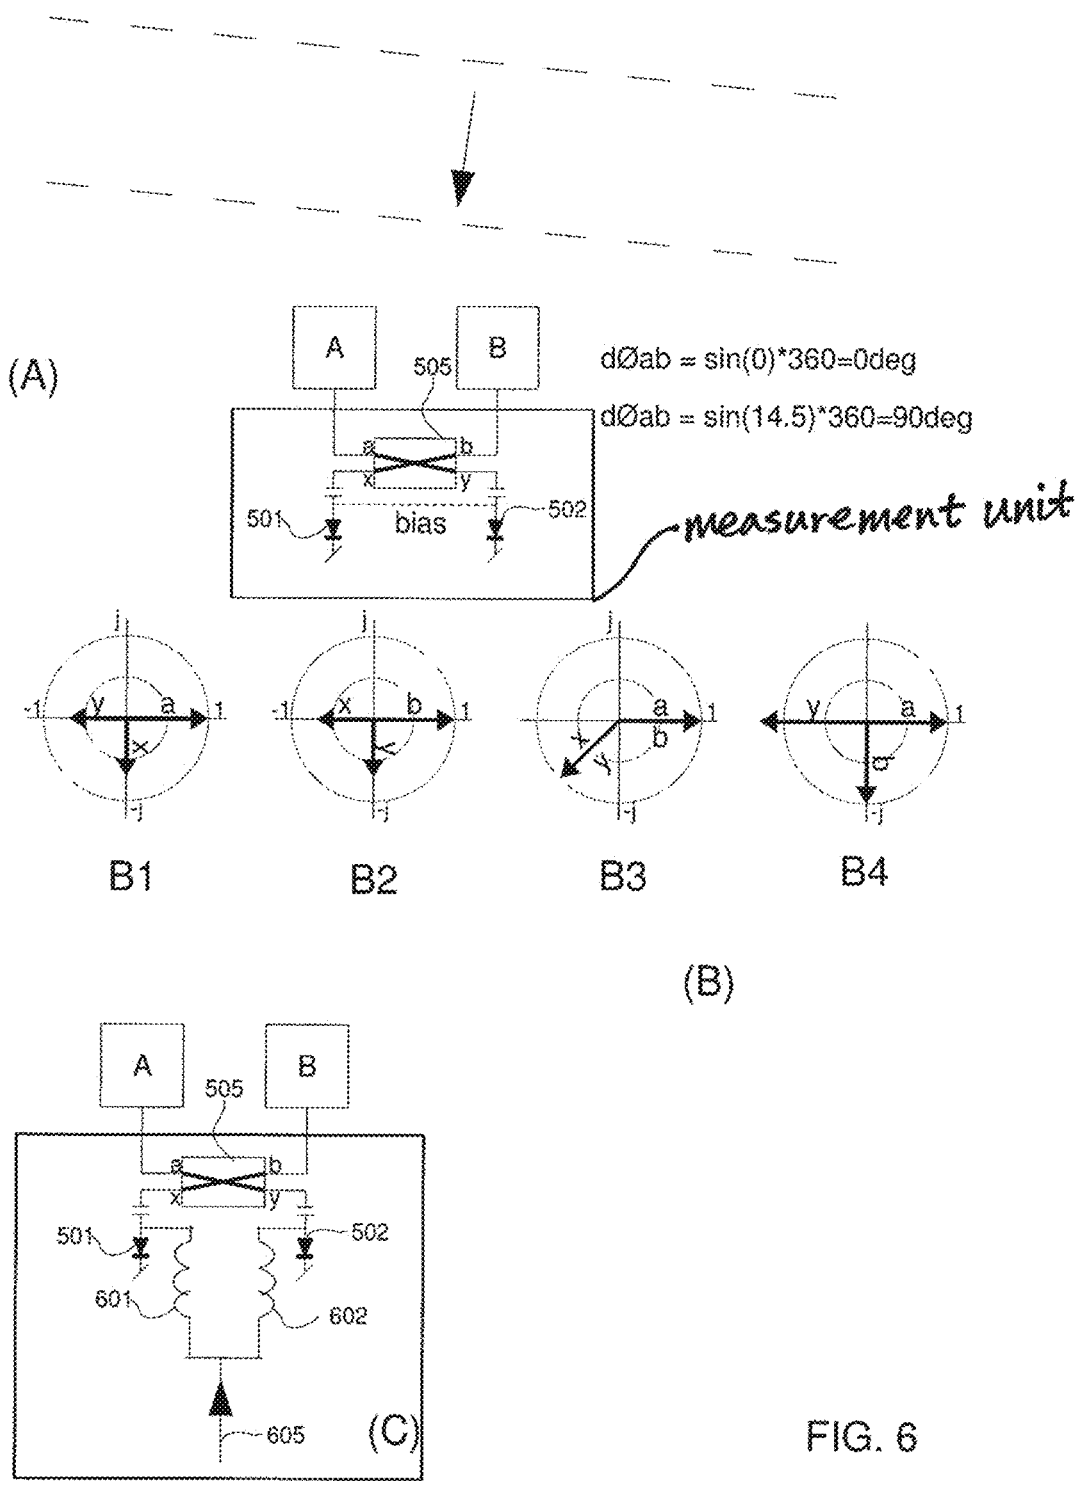 (A)
A
B
505
dØab = sin(0)*360=0deg
dØab = sin(14.5)*360=90deg
a b
x y
501 bias 502
measurement unit
j j j
-1 y a 1 -1 x b 1 a 1 y a 1
x y x y b b
-j -j -j -j
B1 B2 B3 B4
(B)
A
B
505
a b
x y
501 502
601 602
605
(C)
FIG. 6